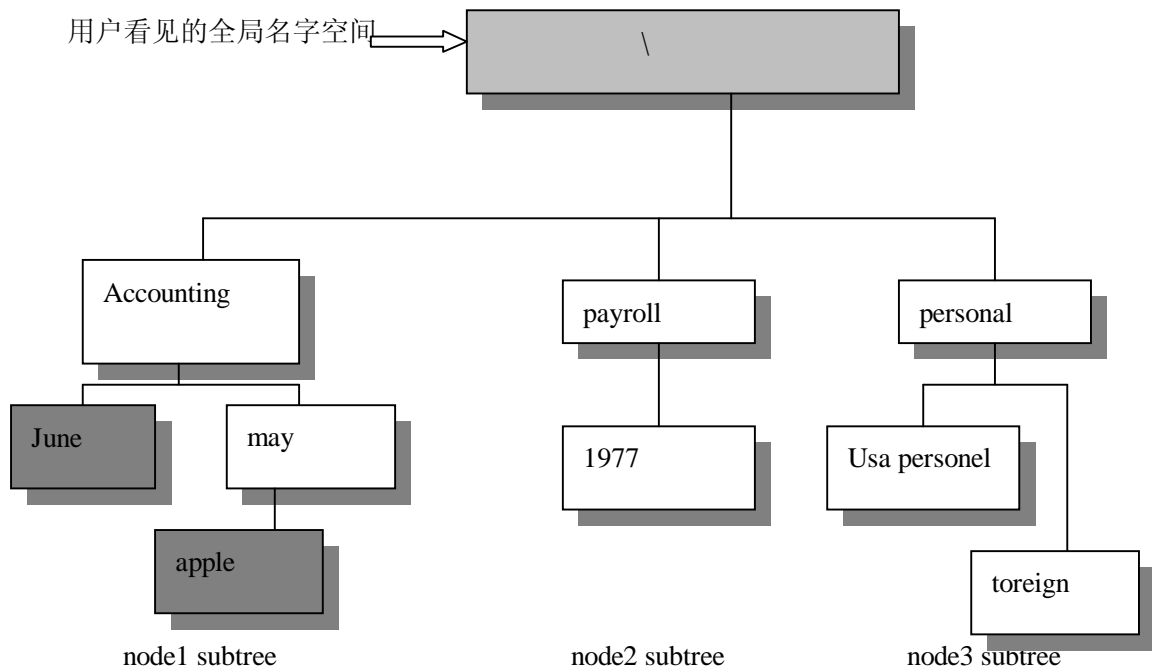 用户看见的全局名字空间
\
Accounting
payroll
personal
June
may
1977
Usa personel
apple
toreign
node1 subtree
node2 subtree
node3 subtree